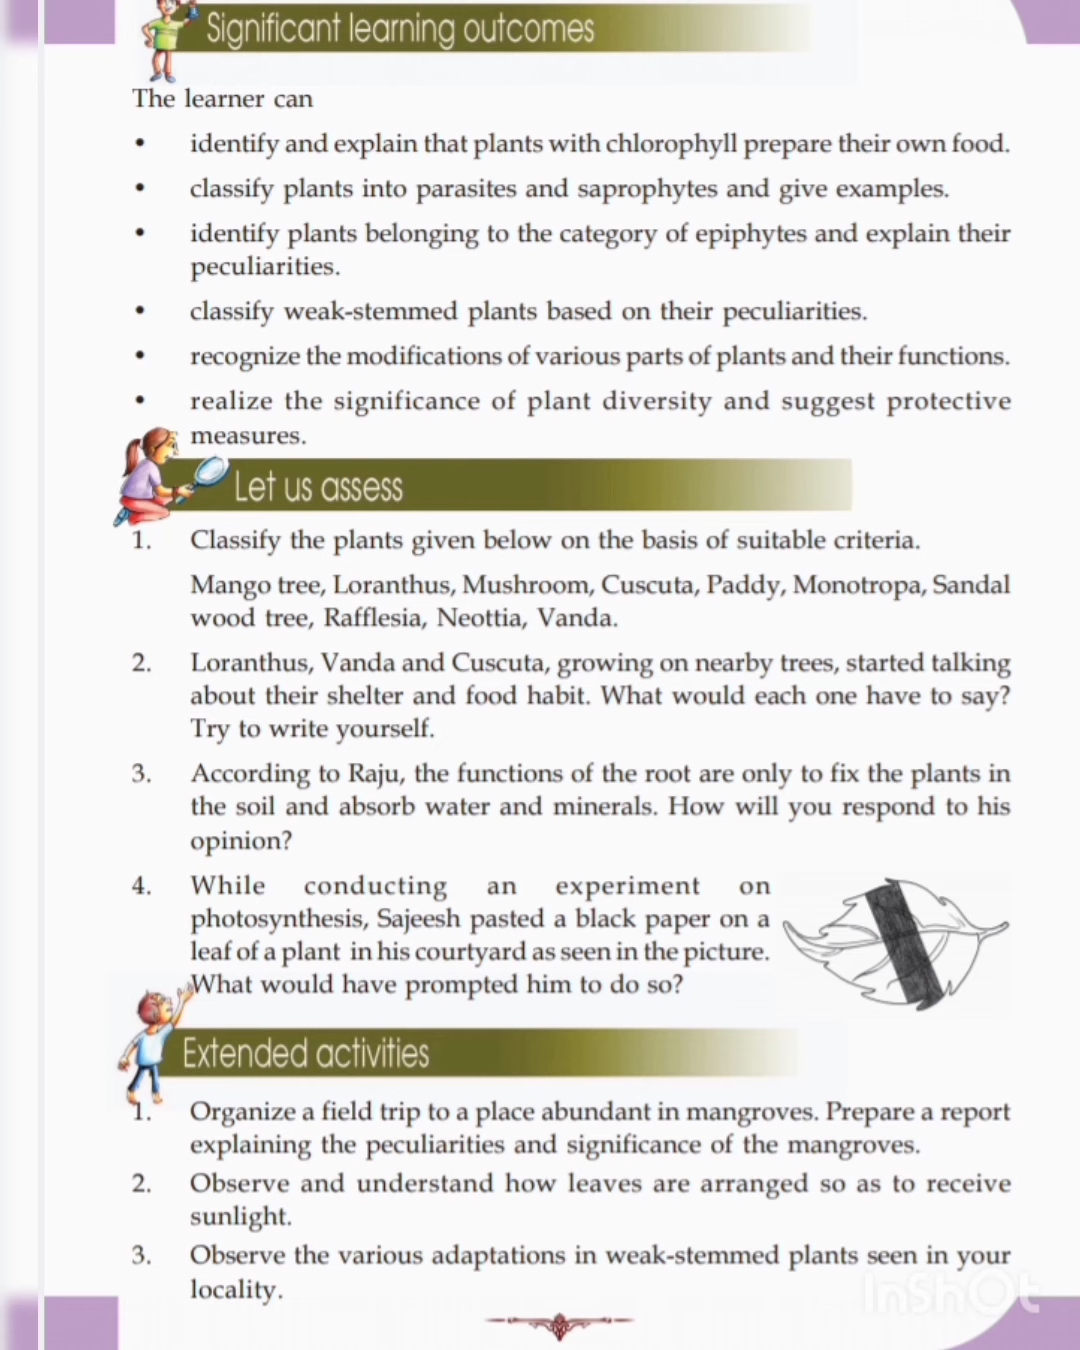 Significant learning outcomes
The learner can
• identify and explain that plants with chlorophyll prepare their own food.
• classify plants into parasites and saprophytes and give examples.
• identify plants belonging to the category of epiphytes and explain their
peculiarities.
• classify weak-stemmed plants based on their peculiarities.
• recognize the modifications of various parts of plants and their functions.
• realize the significance of plant diversity and suggest protective
measures.
Let us assess
1. Classify the plants given below on the basis of suitable criteria.
Mango tree, Loranthus, Mushroom, Cuscuta, Paddy, Monotropa, Sandal
wood tree, Rafflesia, Neottia, Vanda.
2. Loranthus, Vanda and Cuscuta, growing on nearby trees, started talking
about their shelter and food habit. What would each one have to say?
Try to write yourself.
3. According to Raju, the functions of the root are only to fix the plants in
the soil and absorb water and minerals. How will you respond to his
opinion?
4. While conducting an experiment on
photosynthesis, Sajeesh pasted a black paper on a
leaf of a plant in his courtyard as seen in the picture.
What would have prompted him to do so?
Extended activities
1. Organize a field trip to a place abundant in mangroves. Prepare a report
explaining the peculiarities and significance of the mangroves.
2. Observe and understand how leaves are arranged so as to receive
sunlight.
3. Observe the various adaptations in weak-stemmed plants seen in your
locality.
InShOt